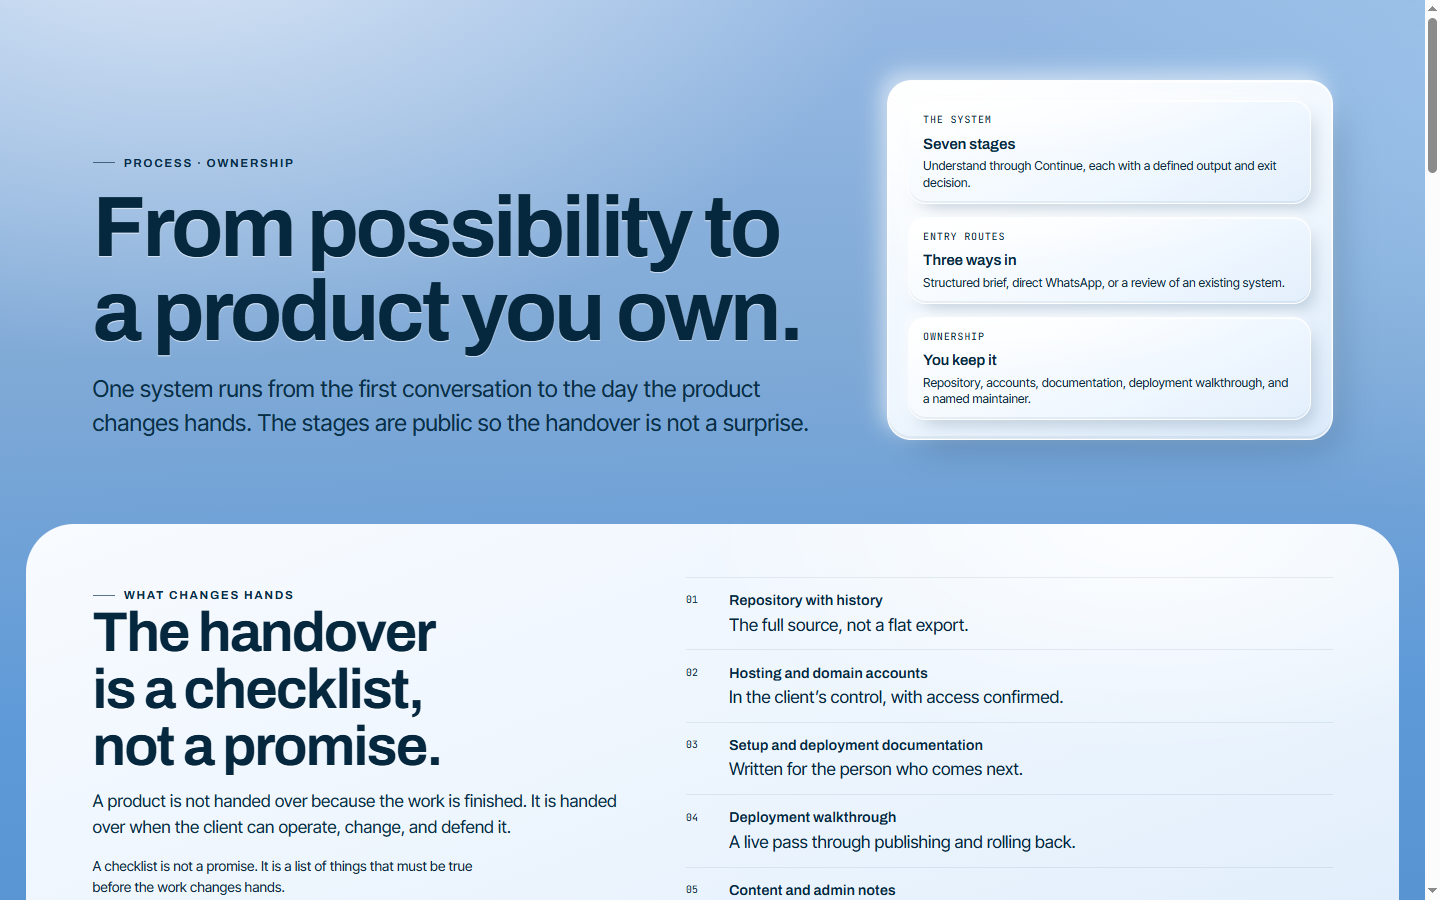 PROCESS · OWNERSHIP
From possibility to
a product you own.
One system runs from the first conversation to the day the product
changes hands. The stages are public so the handover is not a surprise.
THE SYSTEM
Seven stages
Understand through Continue, each with a defined output and exit
decision.
ENTRY ROUTES
Three ways in
Structured brief, direct WhatsApp, or a review of an existing system.
OWNERSHIP
You keep it
Repository, accounts, documentation, deployment walkthrough, and
a named maintainer.
WHAT CHANGES HANDS
The handover
is a checklist,
not a promise.
A product is not handed over because the work is finished. It is handed
over when the client can operate, change, and defend it.
A checklist is not a promise. It is a list of things that must be true
before the work changes hands.
01
Repository with history
The full source, not a flat export.
02
Hosting and domain accounts
In the client’s control, with access confirmed.
03
Setup and deployment documentation
Written for the person who comes next.
04
Deployment walkthrough
A live pass through publishing and rolling back.
05
Content and admin notes